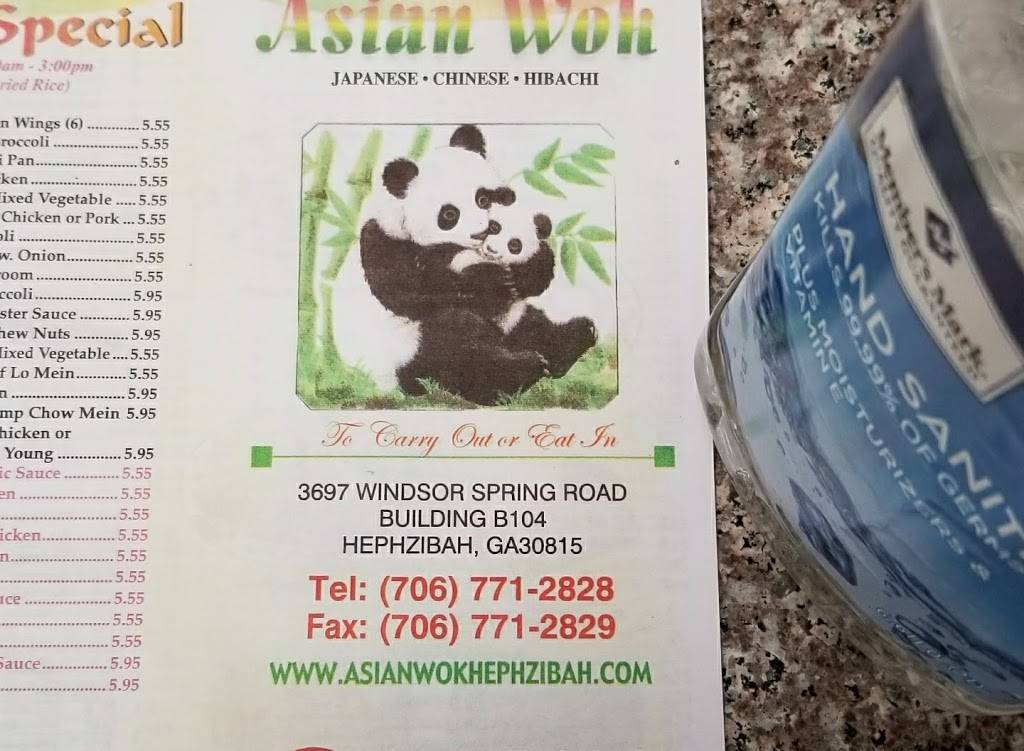 Special
am - 3:00pm
ried Rice)
n Wings (6) ............. 5.55
roccoli ...................... 5.55
i Pan.......................... 5.55
ken ............................ 5.55
ixed Vegetable ..... 5.55
Chicken or Pork ... 5.55
li ............................... 5.55
w. Onion................... 5.55
room ......................... 5.55
ccoli........................... 5.95
ster Sauce ................ 5.95
hew Nuts ................. 5.95
ixed Vegetable .... 5.55
f Lo Mein............... 5.55
n ................................ 5.95
mp Chow Mein 5.95
hicken or
Young ................ 5.95
ic Sauce ................ 5.55
en ............................ 5.55
5.55
icken..................... 5.55
n............................. 5.55
5.55
uce ........................ 5.55
5.55
5.55
Sauce.................... 5.95
5.95
Asian Wok
JAPANESE • CHINESE • HIBACHI
To Carry Out or Eat In
3697 WINDSOR SPRING ROAD
BUILDING B104
HEPHZIBAH, GA30815
Tel: (706) 771-2828
Fax: (706) 771-2829
WWW.ASIANWOKHEPHZIBAH.COM
Member's Mark
HAND SANIT
KILLS 99.99% OF GERMS
PLUS MOISTURIZERS &
VITAMIN E